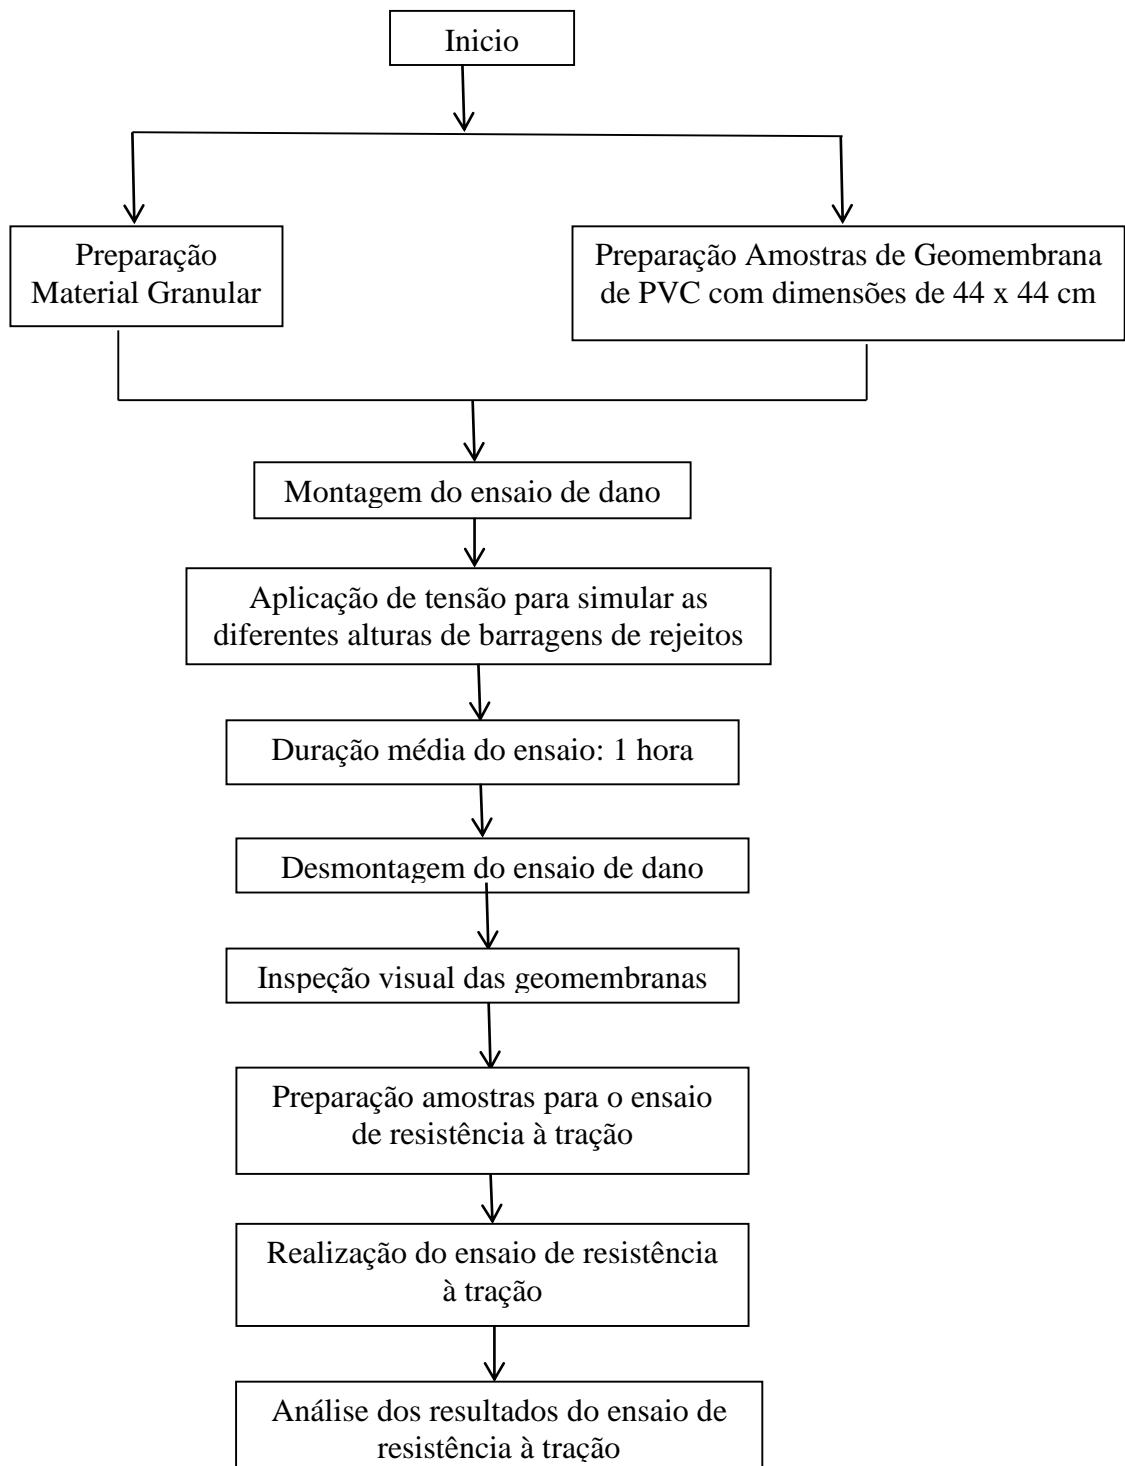 Inicio
Preparação
Material Granular
Preparação Amostras de Geomembrana
de PVC com dimensões de 44 x 44 cm
Montagem do ensaio de dano
Aplicação de tensão para simular as
diferentes alturas de barragens de rejeitos
Duração média do ensaio: 1 hora
Desmontagem do ensaio de dano
Inspeção visual das geomembranas
Preparação amostras para o ensaio
de resistência à tração
Realização do ensaio de resistência
à tração
Análise dos resultados do ensaio de
resistência à tração